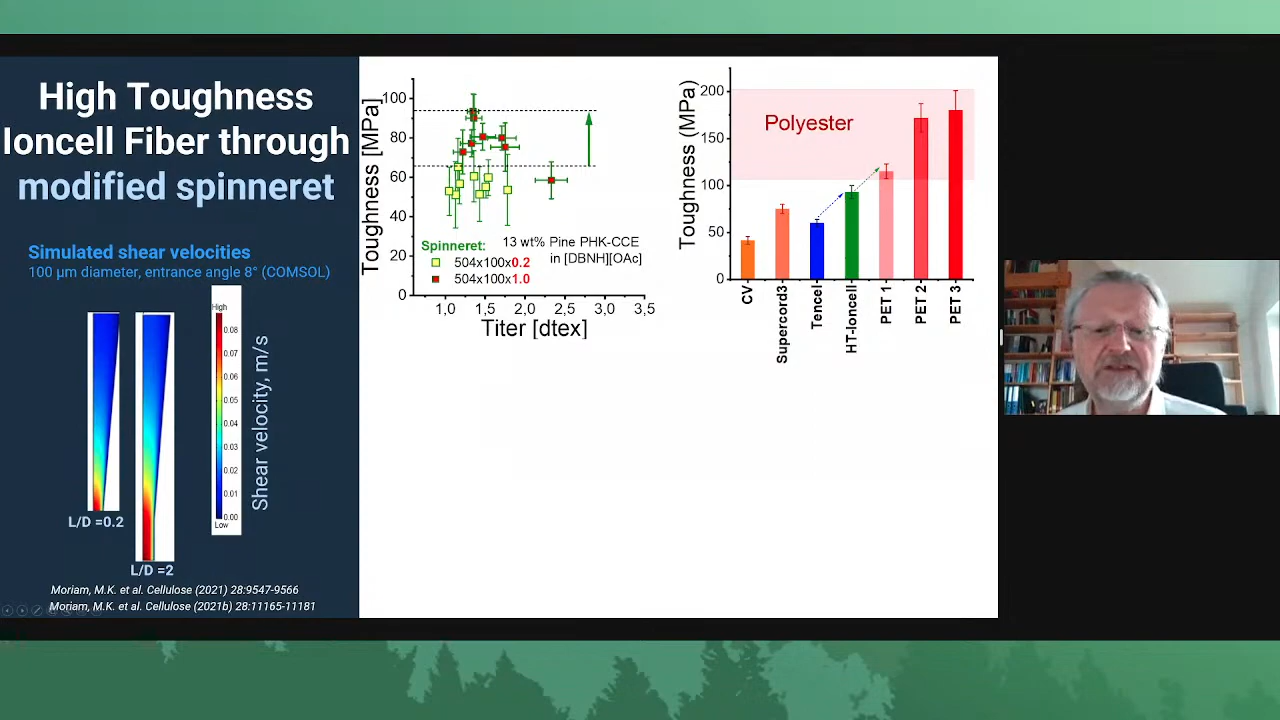 High Toughness
Ioncell Fiber through
modified spinneret
Simulated shear velocities
100 µm diameter, entrance angle 8° (COMSOL)
High
0.08
0.07
0.06
0.05
0.04
0.03
0.02
0.01
0.00
Low
Shear velocity, m/s
L/D =0.2
L/D =2
Moriam, M.K. et al. Cellulose (2021) 28:9547-9566
Moriam, M.K. et al. Cellulose (2021b) 28:11165-11181
Toughness [MPa]
100
80
60
40
20
0
Spinneret:
504x100x0.2
504x100x1.0
13 wt% Pine PHK-CCE
in [DBNH][OAc]
1,0 1,5 2,0 2,5 3,0 3,5
Titer [dtex]
Toughness (MPa)
200
150
100
50
0
Polyester
CV
Supercord3
Tencel
HT-Ioncell
PET 1
PET 2
PET 3